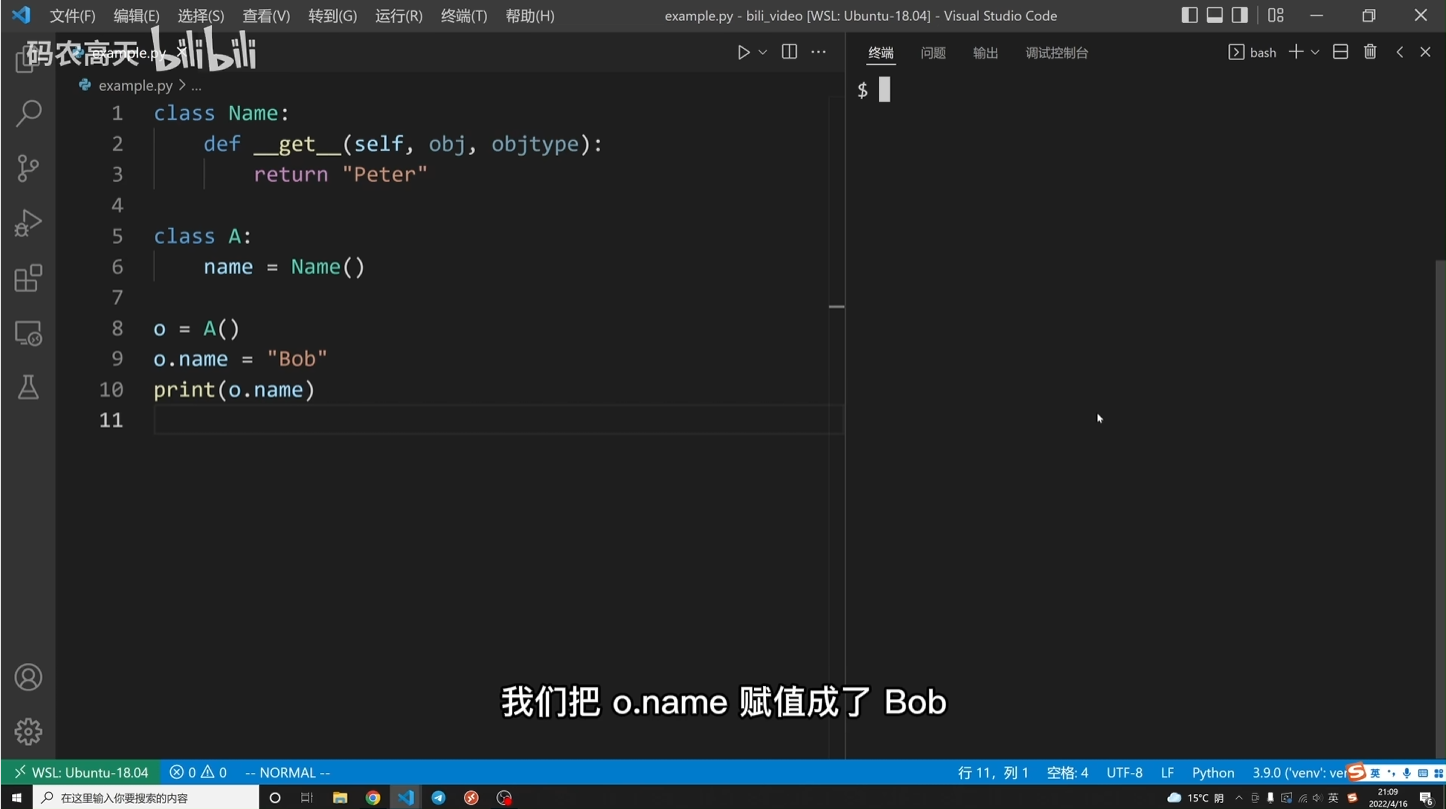 文件(F) 编辑(E) 选择(S) 查看(V) 转到(G) 运行(R) 终端(T) 帮助(H) example.py - bili_video [WSL: Ubuntu-18.04] - Visual Studio Code
码农高天 bilibili
example.py
终端 问题 输出 调试控制台 bash
example.py > ...
$
1 class Name:
2 def __get__(self, obj, objtype):
3 return "Peter"
4
5 class A:
6 name = Name()
7
8 o = A()
9 o.name = "Bob"
10 print(o.name)
11
我们把 o.name 赋值成了 Bob
WSL: Ubuntu-18.04 0 0 -- NORMAL -- 行 11，列 1 空格: 4 UTF-8 LF Python 3.9.0 ('venv': ven 英
在这里输入你要搜索的内容 15°C 阴 英 21:09
2022/4/16 6